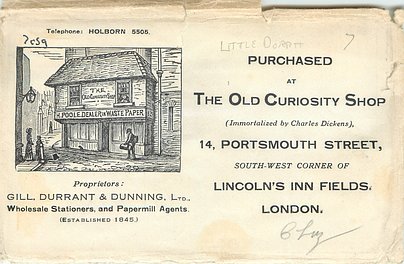 Telephone: HOLBORN 5505.
THE
OLD CURIOSITY SHOP
H. POOLE. DEALER IN WASTE PAPER
Proprietors:
GILL, DURRANT & DUNNING, LTD.,
Wholesale Stationers, and Papermill Agents.
(ESTABLISHED 1845.)
LITTLE DORRIT
7
PURCHASED
AT
THE OLD CURIOSITY SHOP
(Immortalized by Charles Dickens),
14, PORTSMOUTH STREET,
SOUTH-WEST CORNER OF
LINCOLN'S INN FIELDS,
LONDON.